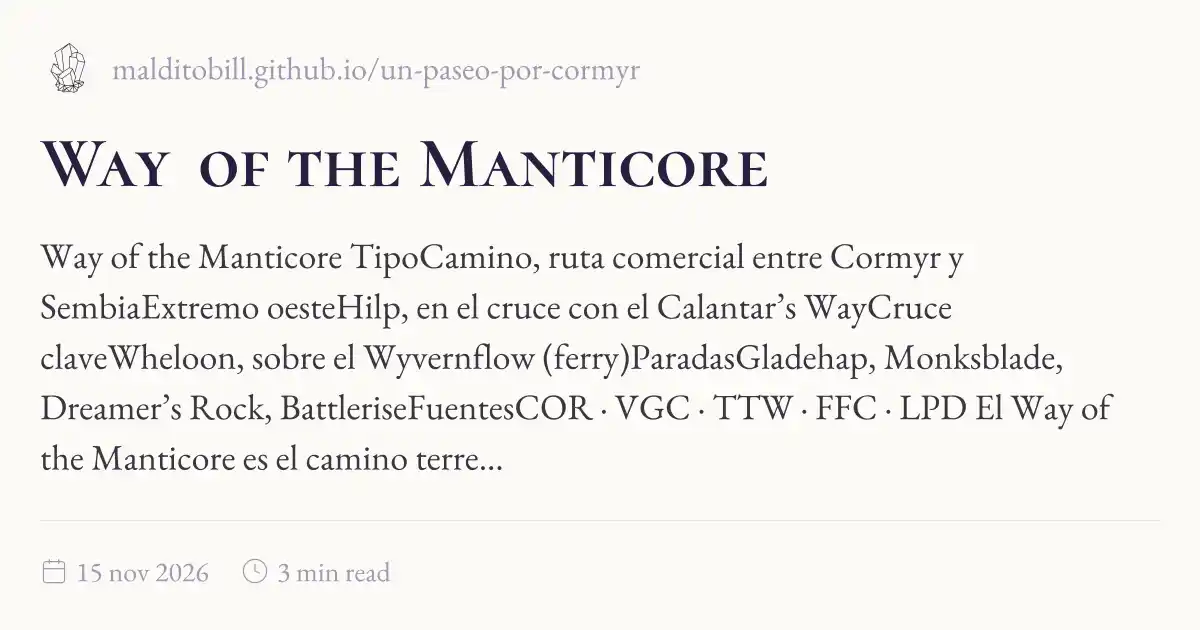 malditobill.github.io/un-paseo-por-cormyr
Way of the Manticore
Way of the Manticore TipoCamino, ruta comercial entre Cormyr y
SembiaExtremo oesteHilp, en el cruce con el Calantar’s WayCruce
claveWheloon, sobre el Wyvernflow (ferry)ParadasGladehap, Monksblade,
Dreamer’s Rock, BattleriseFuentesCOR · VGC · TTW · FFC · LPD El Way of
the Manticore es el camino terre...
15 nov 2026
3 min read